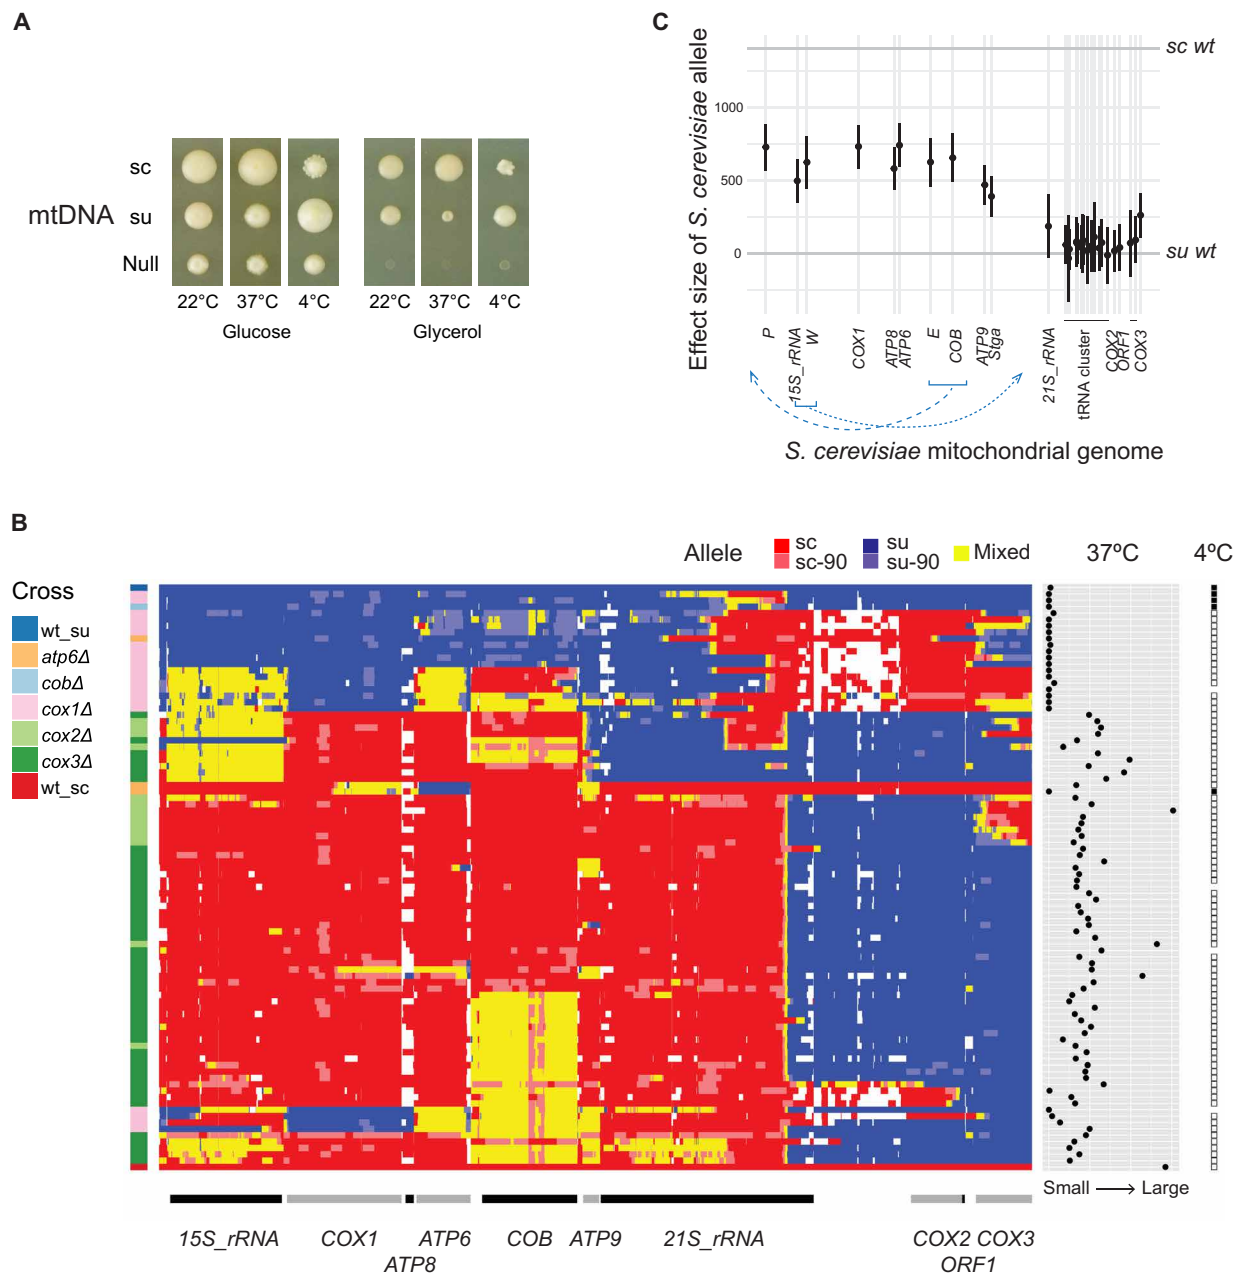 A
sc
mtDNA
su
Null
22°C
37°C
4°C
22°C
37°C
4°C
Glucose
Glycerol
C
Effect size of S. cerevisiae allele
1000
500
0
sc wt
su wt
P
15S_rRNA
W
COX1
ATP8
ATP6
E
COB
ATP9
Stga
21S_rRNA
tRNA cluster
COX2
ORF1
COX3
S. cerevisiae mitochondrial genome
B
Allele
sc
sc-90
su
su-90
Mixed
37ºC
4ºC
Cross
wt_su
atp6Δ
cobΔ
cox1Δ
cox2Δ
cox3Δ
wt_sc
Small → Large
15S_rRNA
COX1
ATP6
COB
ATP9
21S_rRNA
COX2 COX3
ATP8
ORF1